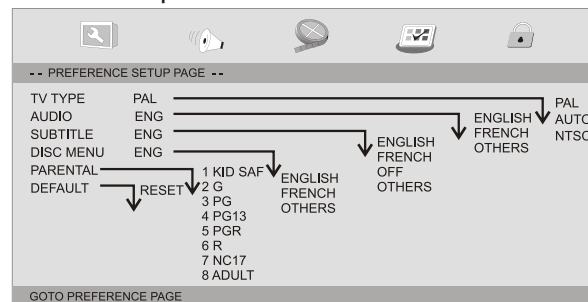 -- PREFERENCE SETUP PAGE --
TV TYPE PAL
AUDIO ENG
SUBTITLE ENG
DISC MENU ENG
PARENTAL
DEFAULT RESET
1 KID SAF
2 G
3 PG
4 PG13
5 PGR
6 R
7 NC17
8 ADULT
ENGLISH
FRENCH
OTHERS
ENGLISH
FRENCH
OFF
OTHERS
ENGLISH
FRENCH
OTHERS
PAL
AUTO
NTSC
GOTO PREFERENCE PAGE